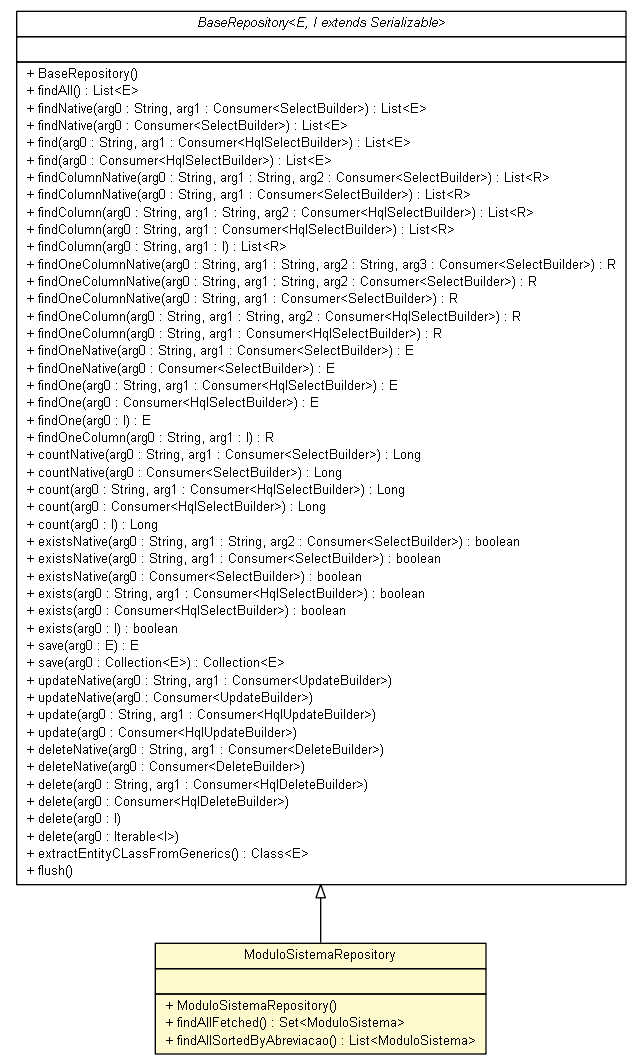 BaseRepository<E, I extends Serializable>
+ BaseRepository()
+ findAll() : List<E>
+ findNative(arg0 : String, arg1 : Consumer<SelectBuilder>) : List<E>
+ findNative(arg0 : Consumer<SelectBuilder>) : List<E>
+ find(arg0 : String, arg1 : Consumer<HqlSelectBuilder>) : List<E>
+ find(arg0 : Consumer<HqlSelectBuilder>) : List<E>
+ findColumnNative(arg0 : String, arg1 : String, arg2 : Consumer<SelectBuilder>) : List<R>
+ findColumnNative(arg0 : String, arg1 : Consumer<SelectBuilder>) : List<R>
+ findColumn(arg0 : String, arg1 : String, arg2 : Consumer<HqlSelectBuilder>) : List<R>
+ findColumn(arg0 : String, arg1 : Consumer<HqlSelectBuilder>) : List<R>
+ findColumn(arg0 : String, arg1 : I) : List<R>
+ findOneColumnNative(arg0 : String, arg1 : String, arg2 : String, arg3 : Consumer<SelectBuilder>) : R
+ findOneColumnNative(arg0 : String, arg1 : String, arg2 : Consumer<SelectBuilder>) : R
+ findOneColumnNative(arg0 : String, arg1 : Consumer<SelectBuilder>) : R
+ findOneColumn(arg0 : String, arg1 : String, arg2 : Consumer<HqlSelectBuilder>) : R
+ findOneColumn(arg0 : String, arg1 : Consumer<HqlSelectBuilder>) : R
+ findOneNative(arg0 : String, arg1 : Consumer<SelectBuilder>) : E
+ findOneNative(arg0 : Consumer<SelectBuilder>) : E
+ findOne(arg0 : String, arg1 : Consumer<HqlSelectBuilder>) : E
+ findOne(arg0 : Consumer<HqlSelectBuilder>) : E
+ findOne(arg0 : I) : E
+ findOneColumn(arg0 : String, arg1 : I) : R
+ countNative(arg0 : String, arg1 : Consumer<SelectBuilder>) : Long
+ countNative(arg0 : Consumer<SelectBuilder>) : Long
+ count(arg0 : String, arg1 : Consumer<HqlSelectBuilder>) : Long
+ count(arg0 : Consumer<HqlSelectBuilder>) : Long
+ count(arg0 : I) : Long
+ existsNative(arg0 : String, arg1 : String, arg2 : Consumer<SelectBuilder>) : boolean
+ existsNative(arg0 : String, arg1 : Consumer<SelectBuilder>) : boolean
+ existsNative(arg0 : Consumer<SelectBuilder>) : boolean
+ exists(arg0 : String, arg1 : Consumer<HqlSelectBuilder>) : boolean
+ exists(arg0 : Consumer<HqlSelectBuilder>) : boolean
+ exists(arg0 : I) : boolean
+ save(arg0 : E) : E
+ save(arg0 : Collection<E>) : Collection<E>
+ updateNative(arg0 : String, arg1 : Consumer<UpdateBuilder>)
+ updateNative(arg0 : Consumer<UpdateBuilder>)
+ update(arg0 : String, arg1 : Consumer<HqlUpdateBuilder>)
+ update(arg0 : Consumer<HqlUpdateBuilder>)
+ deleteNative(arg0 : String, arg1 : Consumer<DeleteBuilder>)
+ deleteNative(arg0 : Consumer<DeleteBuilder>)
+ delete(arg0 : String, arg1 : Consumer<HqlDeleteBuilder>)
+ delete(arg0 : Consumer<HqlDeleteBuilder>)
+ delete(arg0 : I)
+ delete(arg0 : Iterable<I>)
+ extractEntityCLassFromGenerics() : Class<E>
+ flush()
ModuloSistemaRepository
+ ModuloSistemaRepository()
+ findAllFetched() : Set<ModuloSistema>
+ findAllSortedByAbreviacao() : List<ModuloSistema>